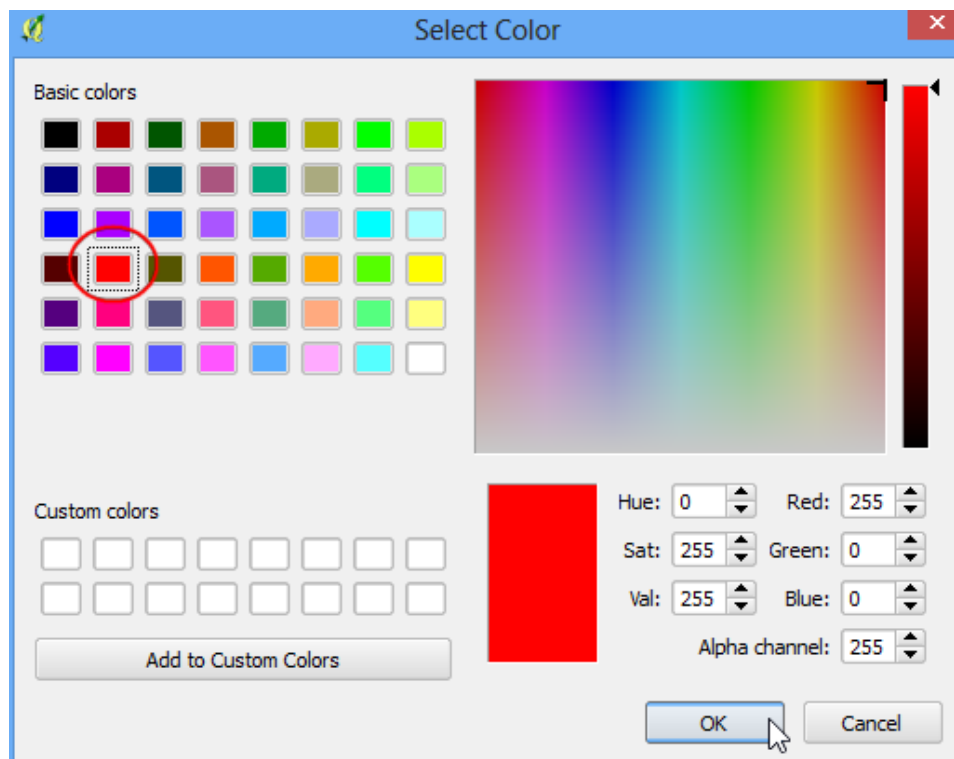 Select Color
Basic colors
Custom colors
Add to Custom Colors
Hue: 0 Red: 255
Sat: 255 Green: 0
Val: 255 Blue: 0
Alpha channel: 255
OK Cancel